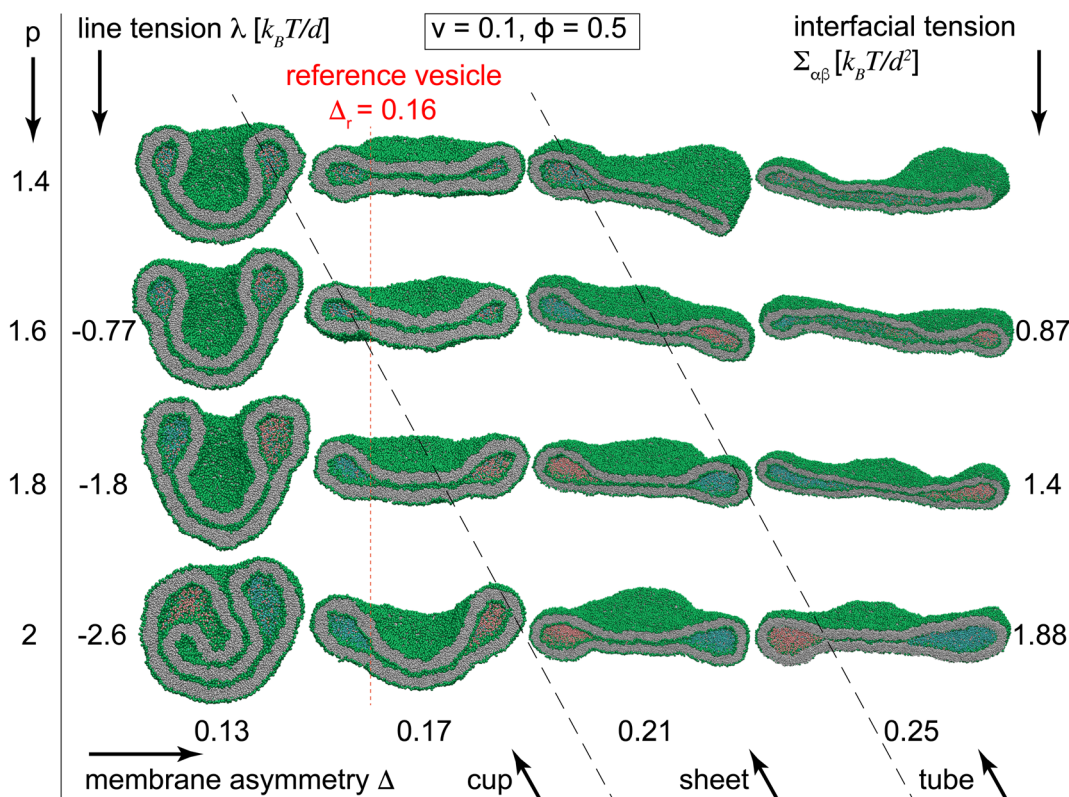 p
line tension λ [k_BT/d]
v = 0.1, ϕ = 0.5
interfacial tension
Σ_αβ [k_BT/d²]
reference vesicle
Δ_r = 0.16
1.4
1.6 -0.77 0.87
1.8 -1.8 1.4
2 -2.6 1.88
0.13 0.17 0.21 0.25
membrane asymmetry Δ cup sheet tube